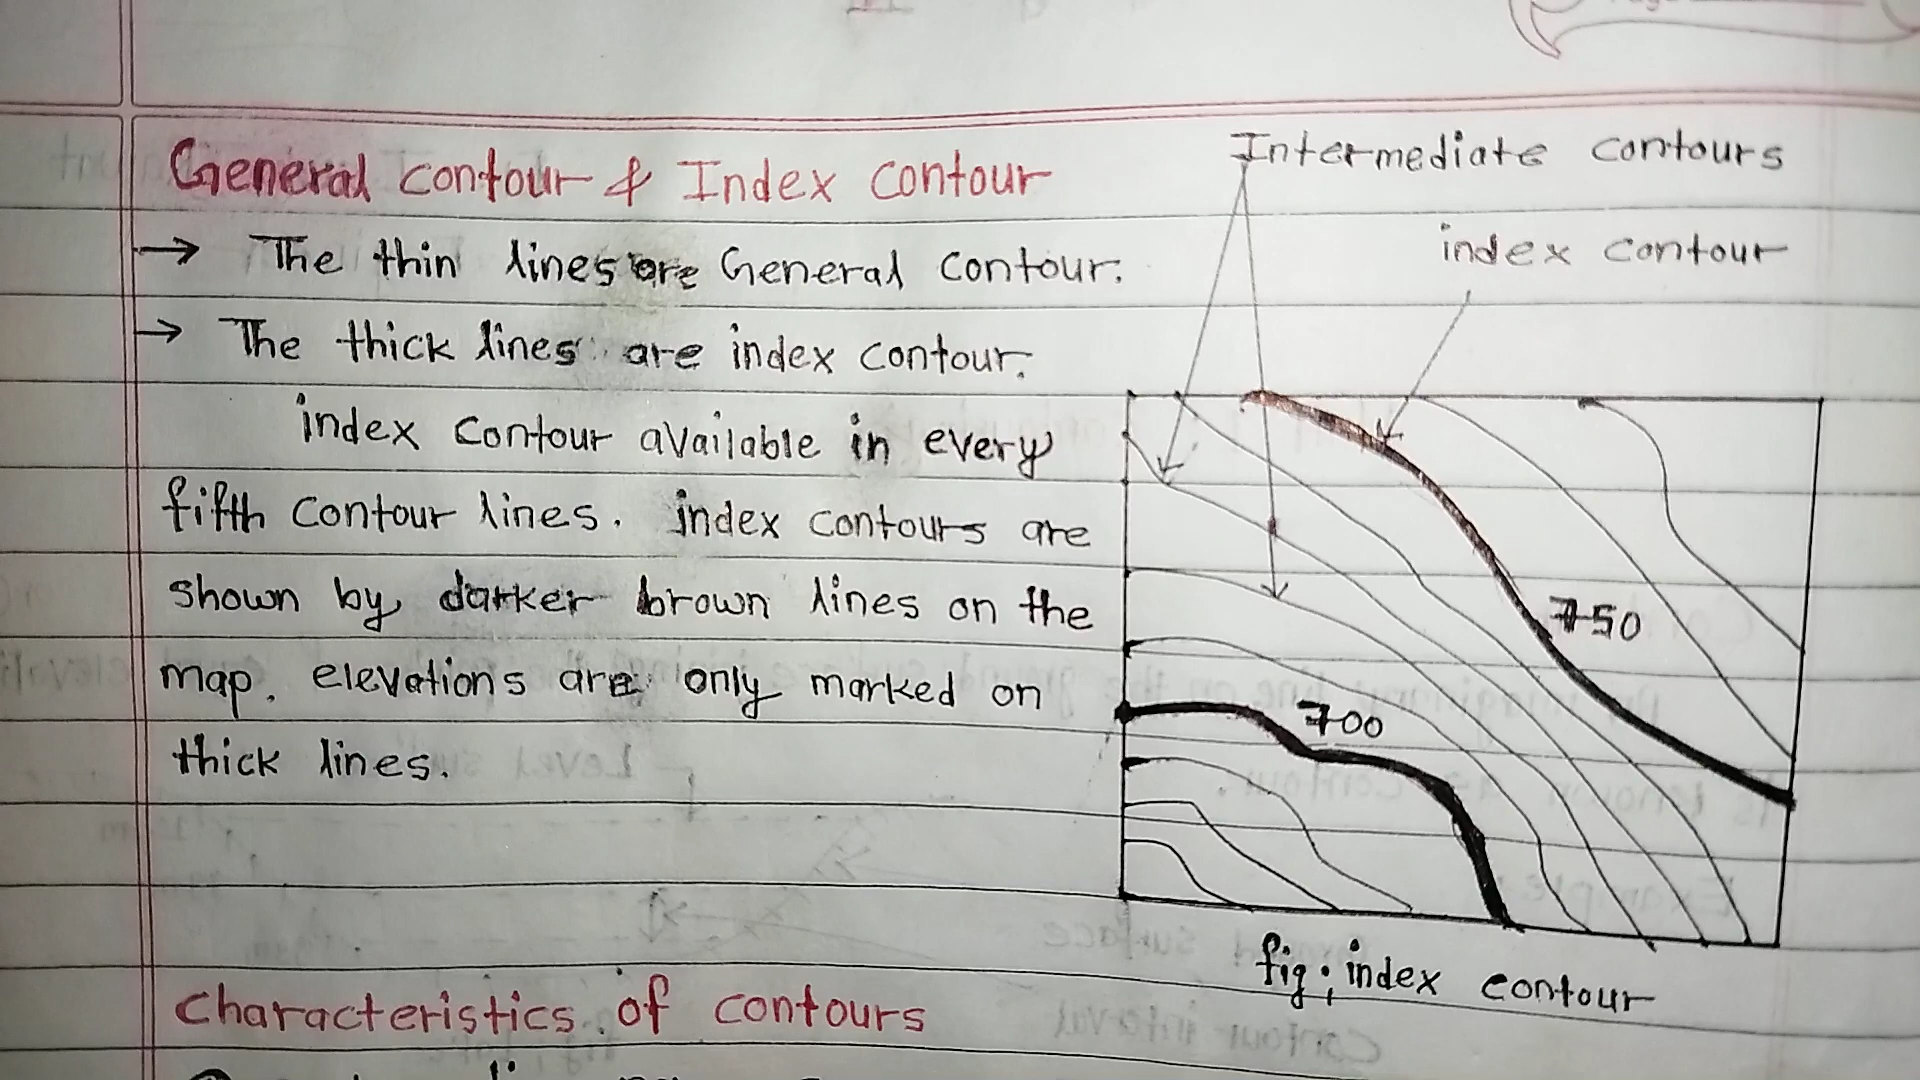 General contour & Index contour
→ The thin lines are General contour.
→ The thick lines are index contour.
index contour available in every
fifth contour lines. index contours are
shown by darker brown lines on the
map. elevations are only marked on
thick lines.
Intermediate contours
index contour
750
700
fig: index contour
characteristics of contours